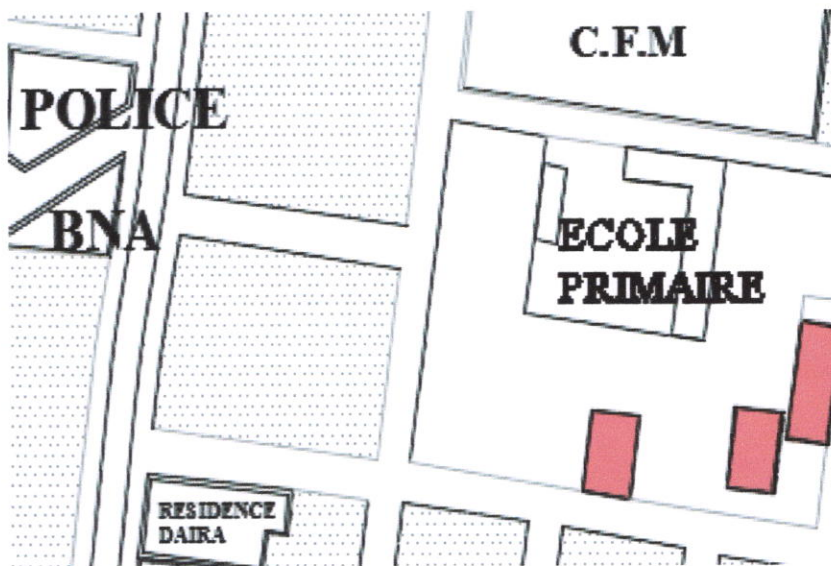 C.F.M
POLICE
BNA
ECOLE
PRIMAIRE
RESIDENCE
DAIRA